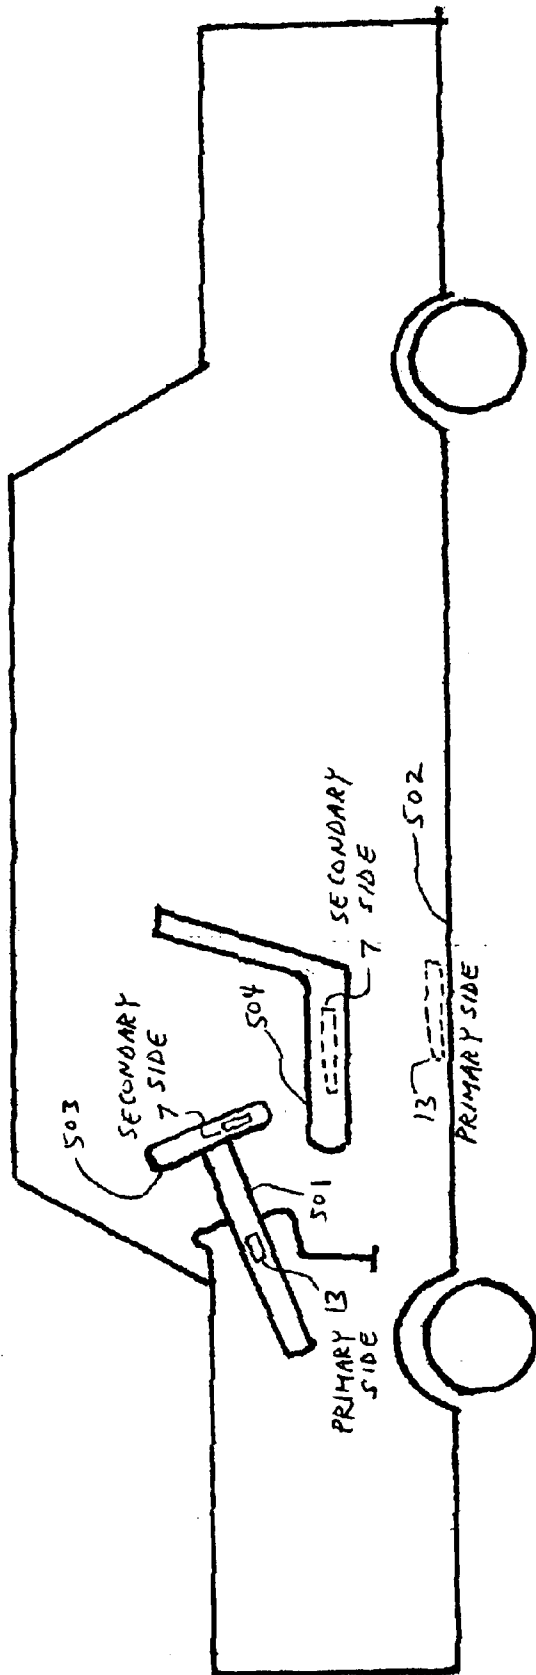 503
SECONDARY
7 SIDE
504
SECONDARY
7 SIDE
501
13
PRIMARY
SIDE
502
13
PRIMARY SIDE